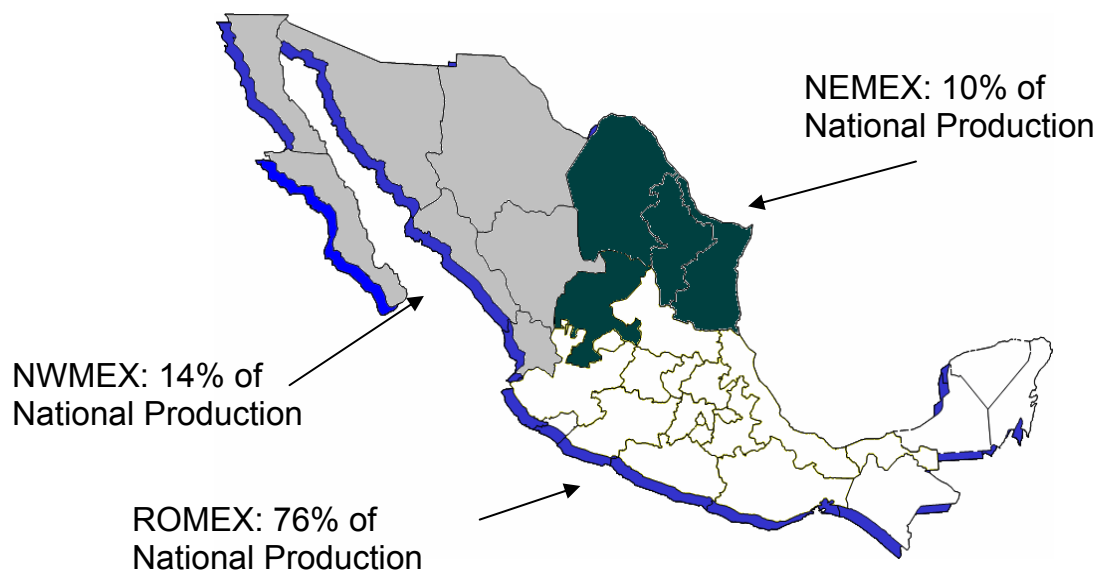 NEMEX: 10% of
National Production
NWMEX: 14% of
National Production
ROMEX: 76% of
National Production